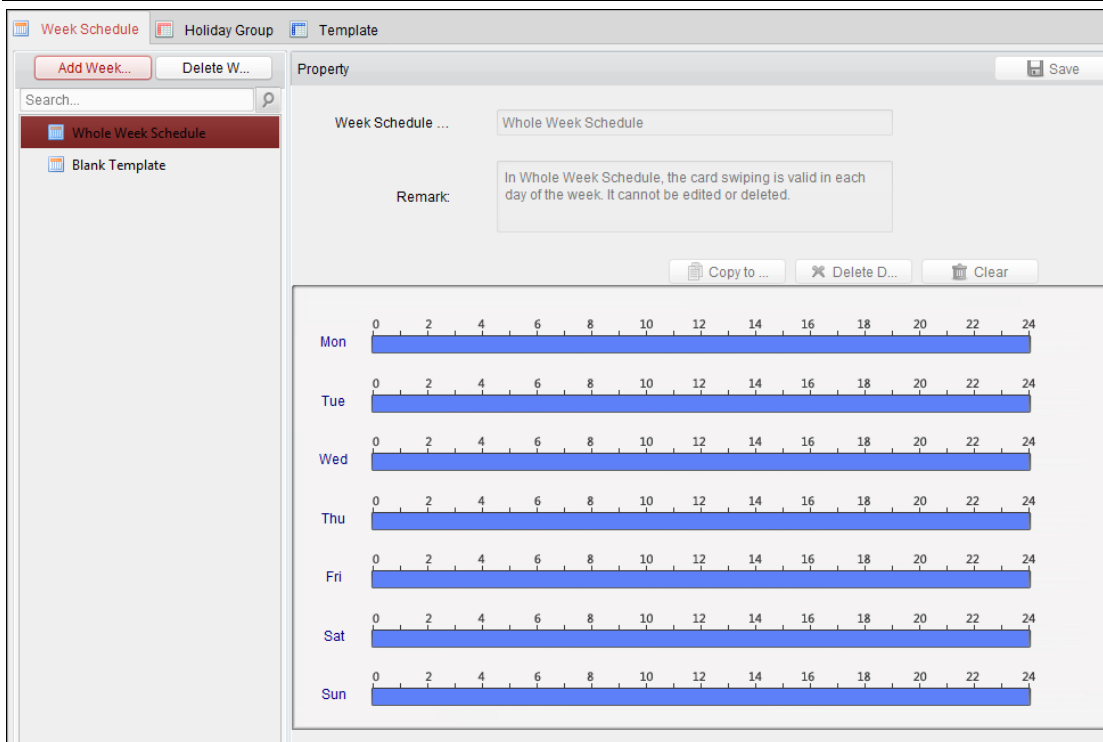 Week Schedule Holiday Group Template
Add Week... Delete W... Property Save
Search...
Whole Week Schedule
Blank Template
Week Schedule ... Whole Week Schedule
Remark: In Whole Week Schedule, the card swiping is valid in each
day of the week. It cannot be edited or deleted.
Copy to ... Delete D... Clear
0 2 4 6 8 10 12 14 16 18 20 22 24
Mon
0 2 4 6 8 10 12 14 16 18 20 22 24
Tue
0 2 4 6 8 10 12 14 16 18 20 22 24
Wed
0 2 4 6 8 10 12 14 16 18 20 22 24
Thu
0 2 4 6 8 10 12 14 16 18 20 22 24
Fri
0 2 4 6 8 10 12 14 16 18 20 22 24
Sat
0 2 4 6 8 10 12 14 16 18 20 22 24
Sun